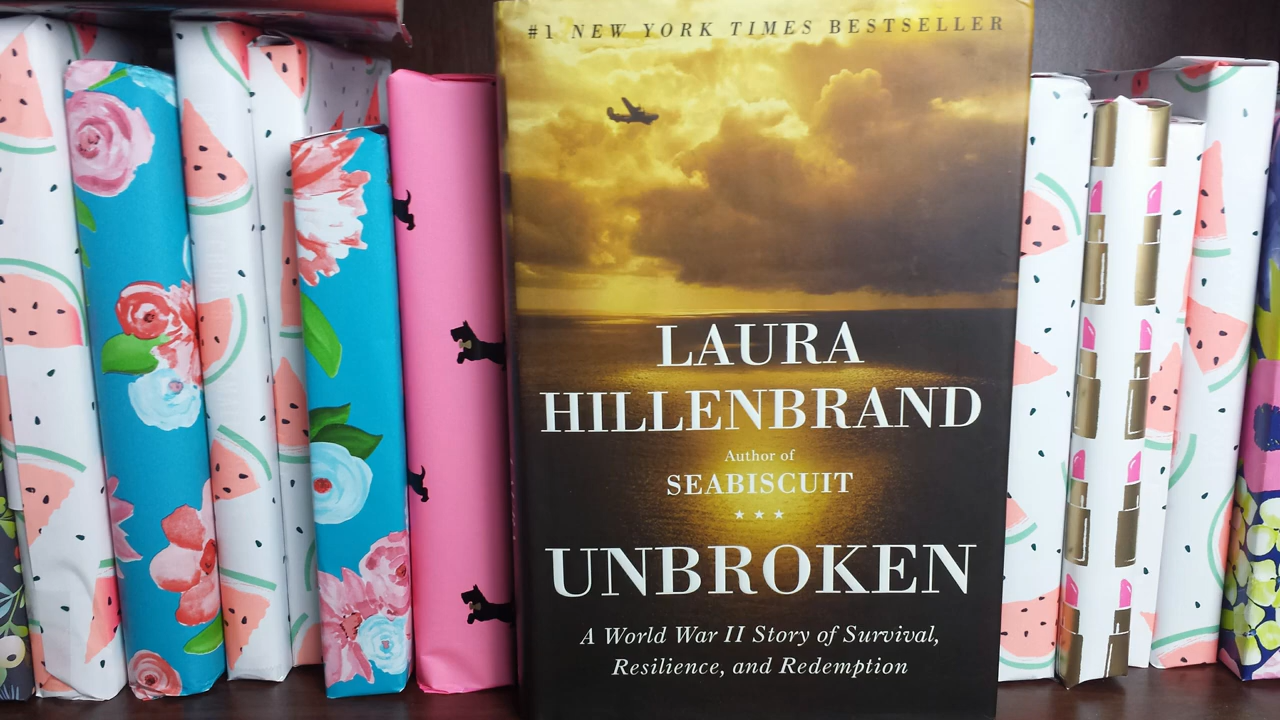 #1 NEW YORK TIMES BESTSELLER
LAURA
HILLENBRAND
Author of
SEABISCUIT
UNBROKEN
A World War II Story of Survival,
Resilience, and Redemption